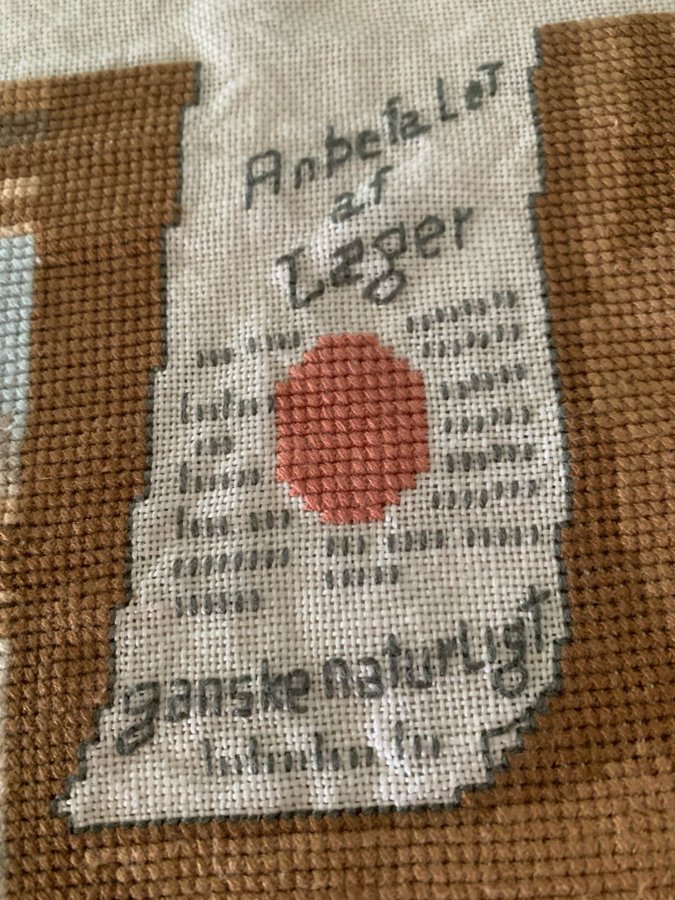 Anbefalet
af
Læger
ganske naturligt